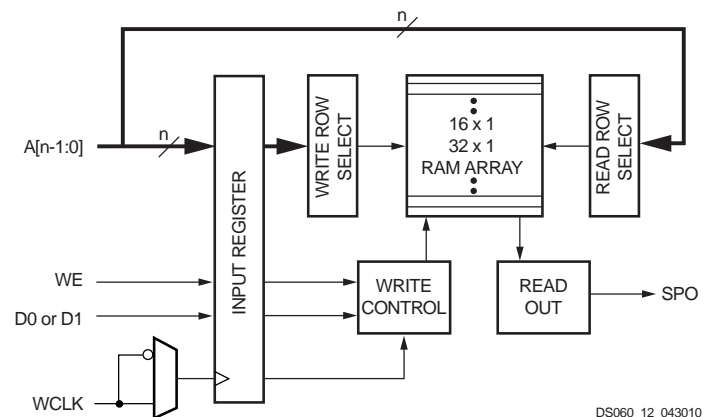 n
A[n-1:0]
n
INPUT REGISTER
WRITE ROW
SELECT
16 x 1
32 x 1
RAM ARRAY
READ ROW
SELECT
WE
D0 or D1
WRITE
CONTROL
READ
OUT
SPO
WCLK
DS060_12_043010